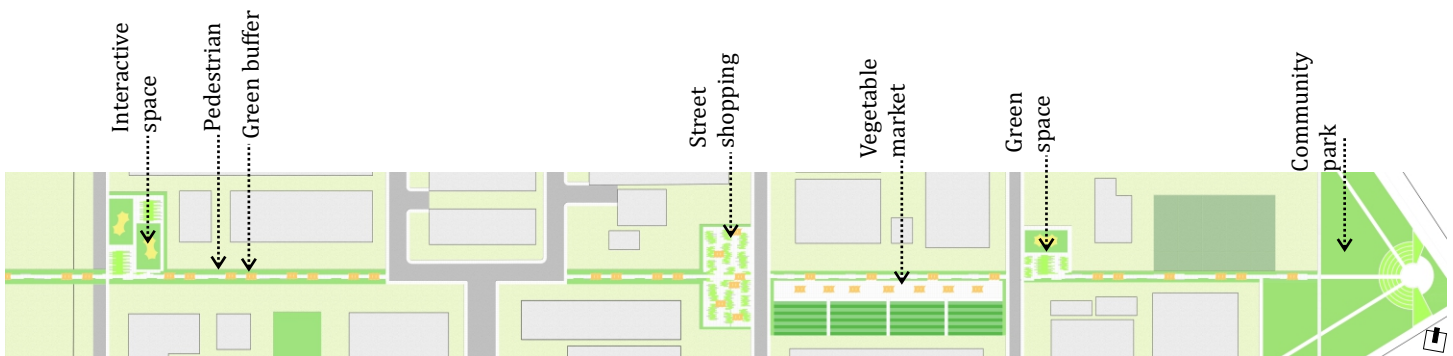 Interactive
space
Pedestrian
Green buffer
Street
shopping
Vegetable
market
Green
space
Community
park